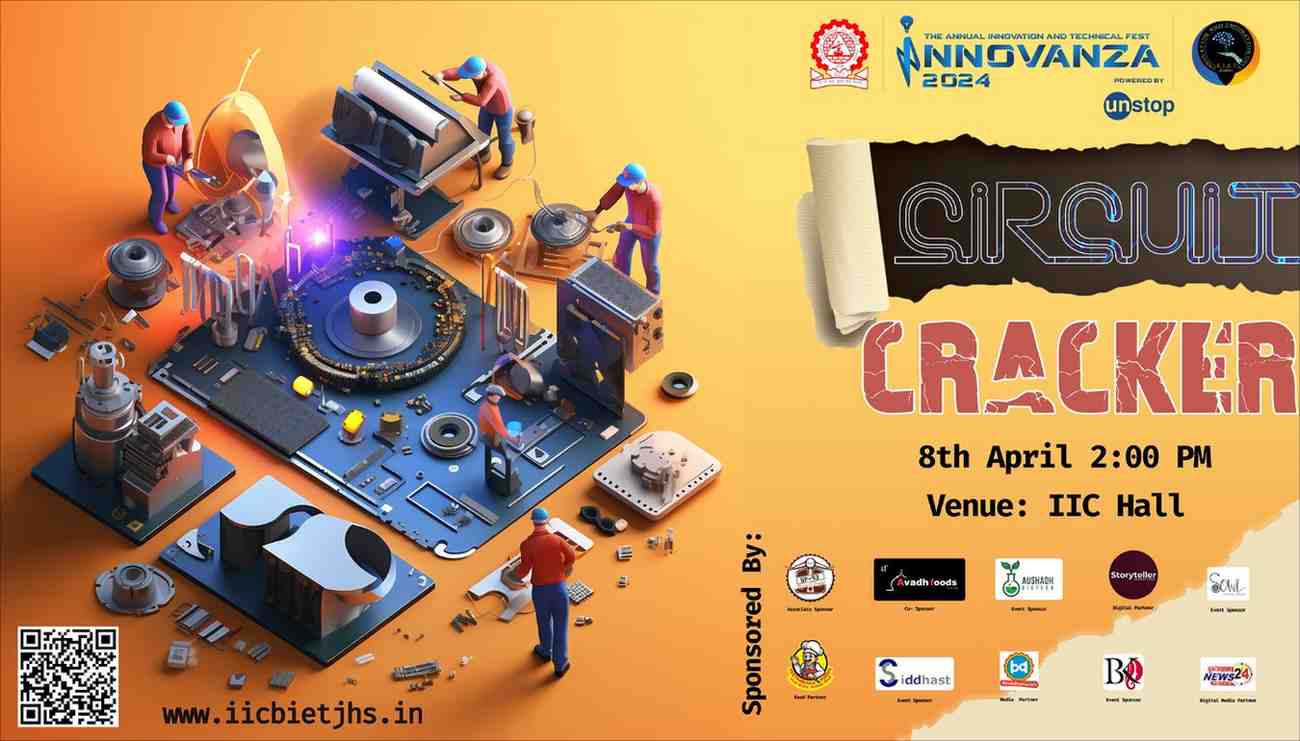 THE ANNUAL INNOVATION AND TECHNICAL FEST
iNNOVANZA
2024
POWERED BY
unstop
CiRCUiT
CRACKER
8th April 2:00 PM
Venue: IIC Hall
Sponsored By:
Associate Sponsor
Avadh foods
Co- Sponsor
AUSHADH
BIOTECH
Event Sponsor
Storyteller
Digital Partner
Event Sponsor
Food Partner
Siddhast
Event Sponsor
bd
Media Partner
Event Sponsor
NEWS24
Digital Media Partner
www.iicbietjhs.in